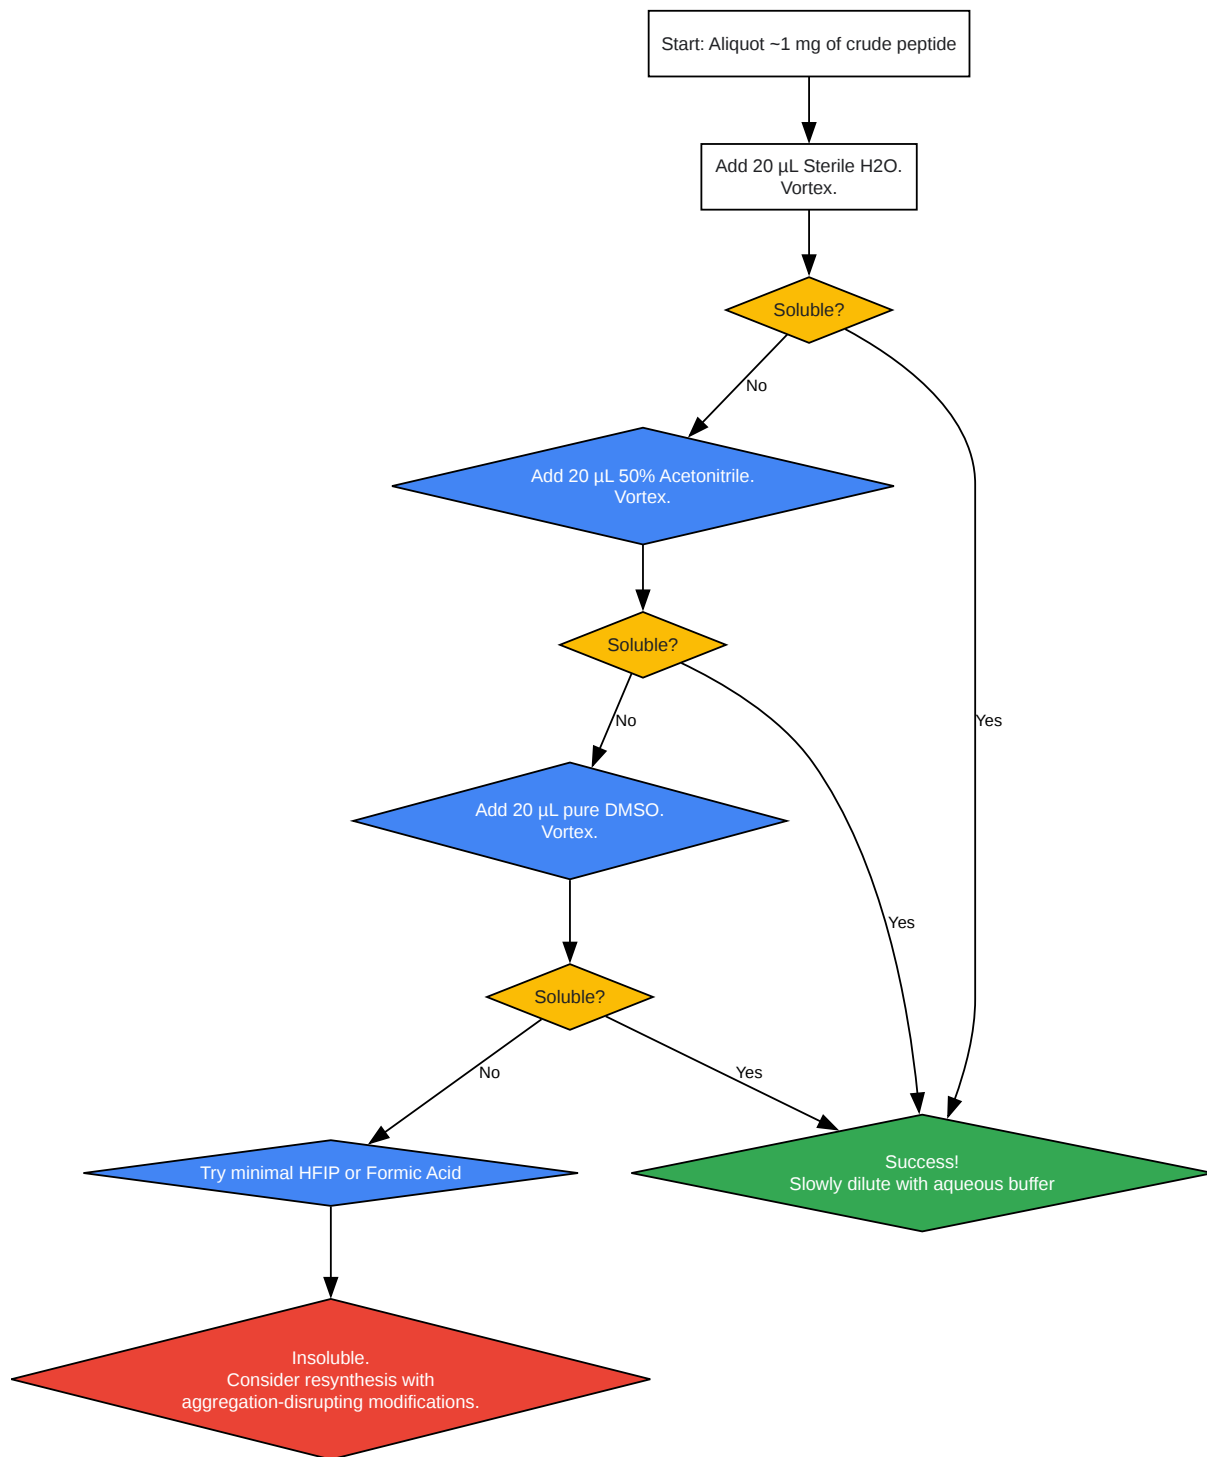 Start: Aliquot ~1 mg of crude peptide
Add 20 µL Sterile H2O.
Vortex.
Soluble?
No
Add 20 µL 50% Acetonitrile.
Vortex.
Soluble?
No
Yes
Add 20 µL pure DMSO.
Vortex.
Yes
Soluble?
No
Yes
Try minimal HFIP or Formic Acid
Success!
Slowly dilute with aqueous buffer
Insoluble.
Consider resynthesis with
aggregation-disrupting modifications.